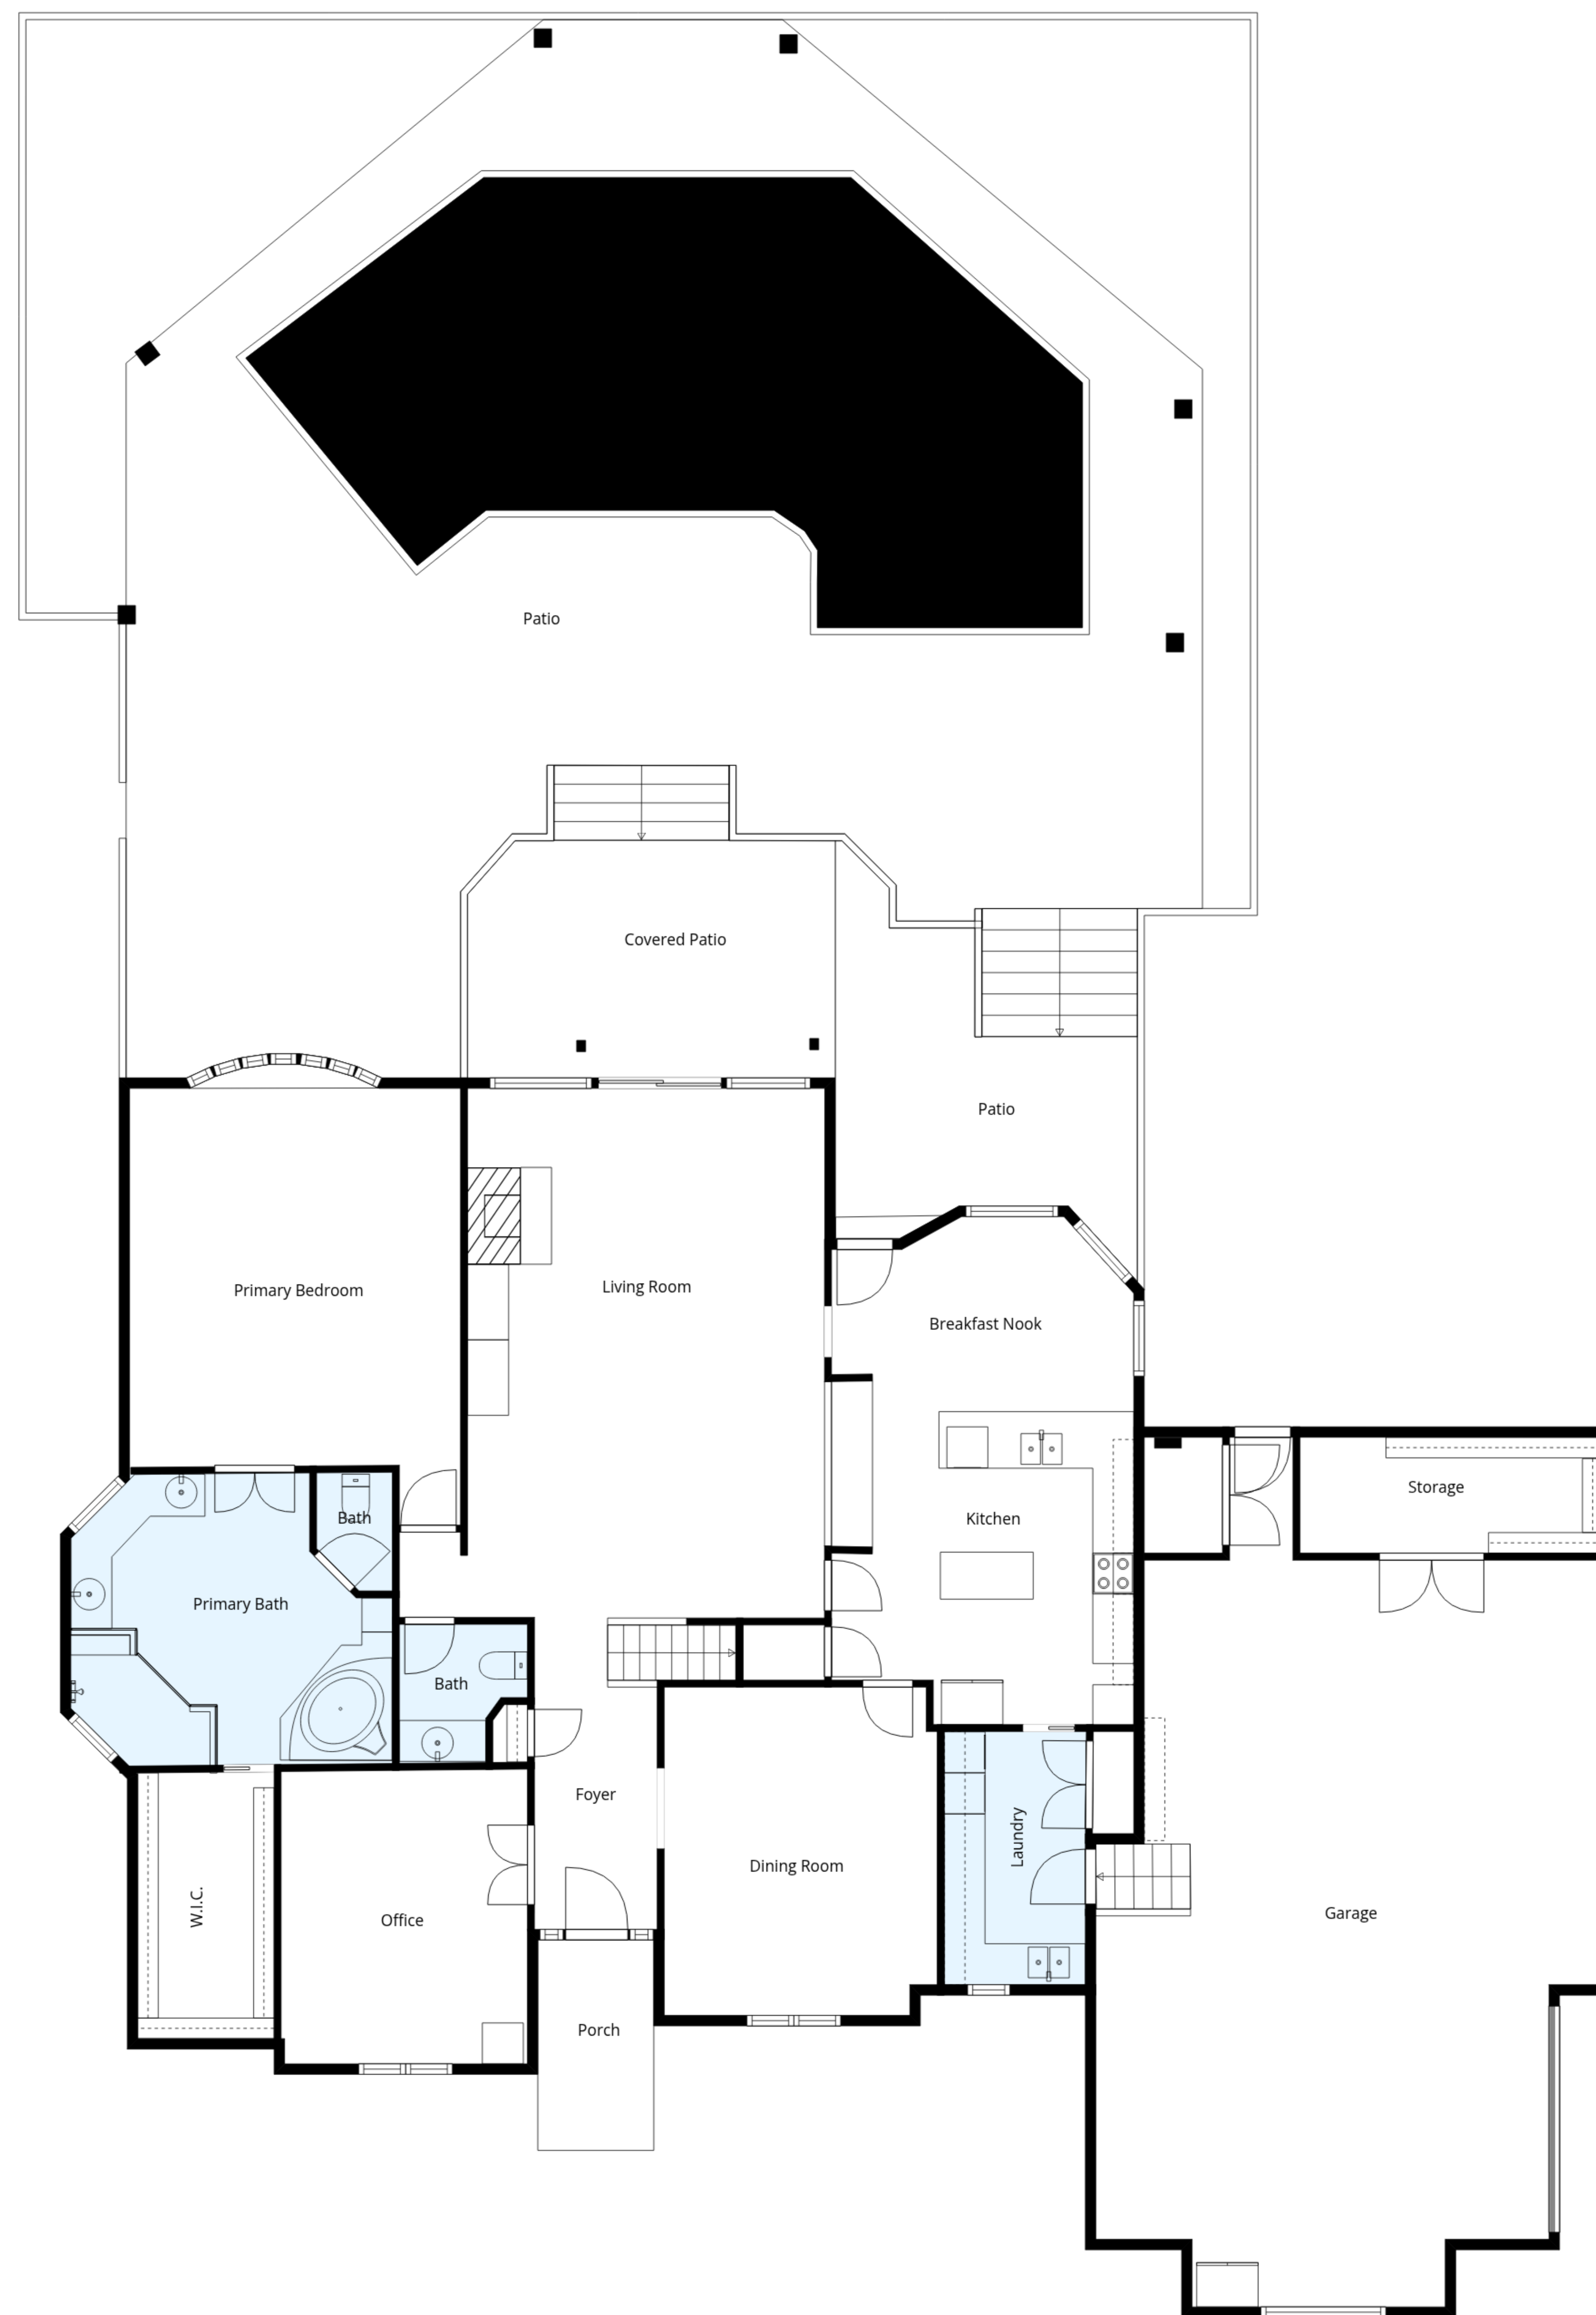 Patio
Covered Patio
Patio
Primary Bedroom
Living Room
Breakfast Nook
Storage
Bath
Kitchen
Primary Bath
Bath
Foyer
Laundry
Dining Room
W.I.C.
Office
Garage
Porch